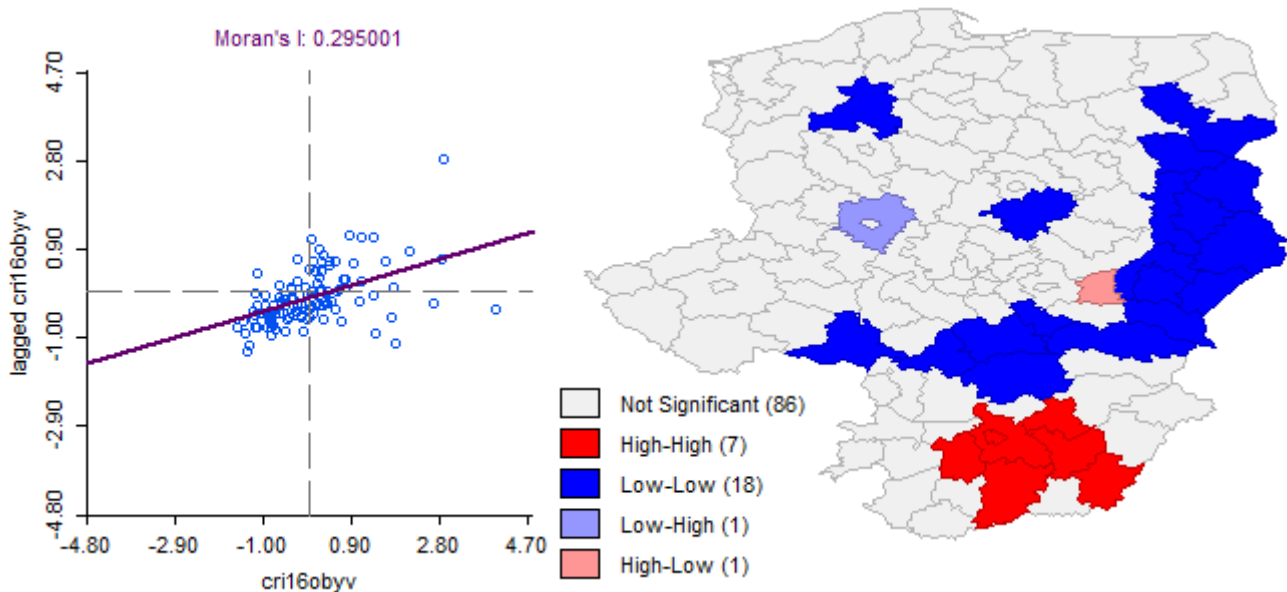 Moran's I: 0.295001
4.70
2.80
0.90
-1.00
-2.90
-4.80
lagged cri16obyv
-4.80 -2.90 -1.00 0.90 2.80 4.70
cri16obyv
Not Significant (86)
High-High (7)
Low-Low (18)
Low-High (1)
High-Low (1)